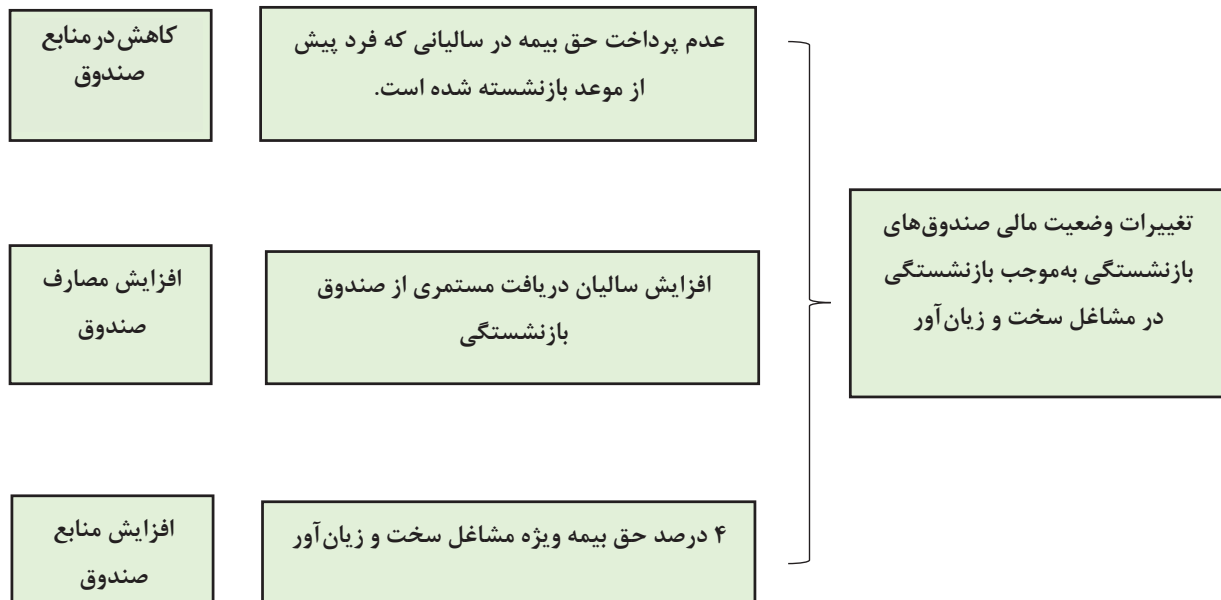 تغییرات وضعیت مالی صندوق‌های
بازنشستگی به‌موجب بازنشستگی
در مشاغل سخت و زیان‌آور
عدم پرداخت حق بیمه در سالیانی که فرد پیش
از موعد بازنشسته شده است.
کاهش در منابع
صندوق
افزایش سالیان دریافت مستمری از صندوق
بازنشستگی
افزایش مصارف
صندوق
۴ درصد حق بیمه ویژه مشاغل سخت و زیان‌آور
افزایش منابع
صندوق